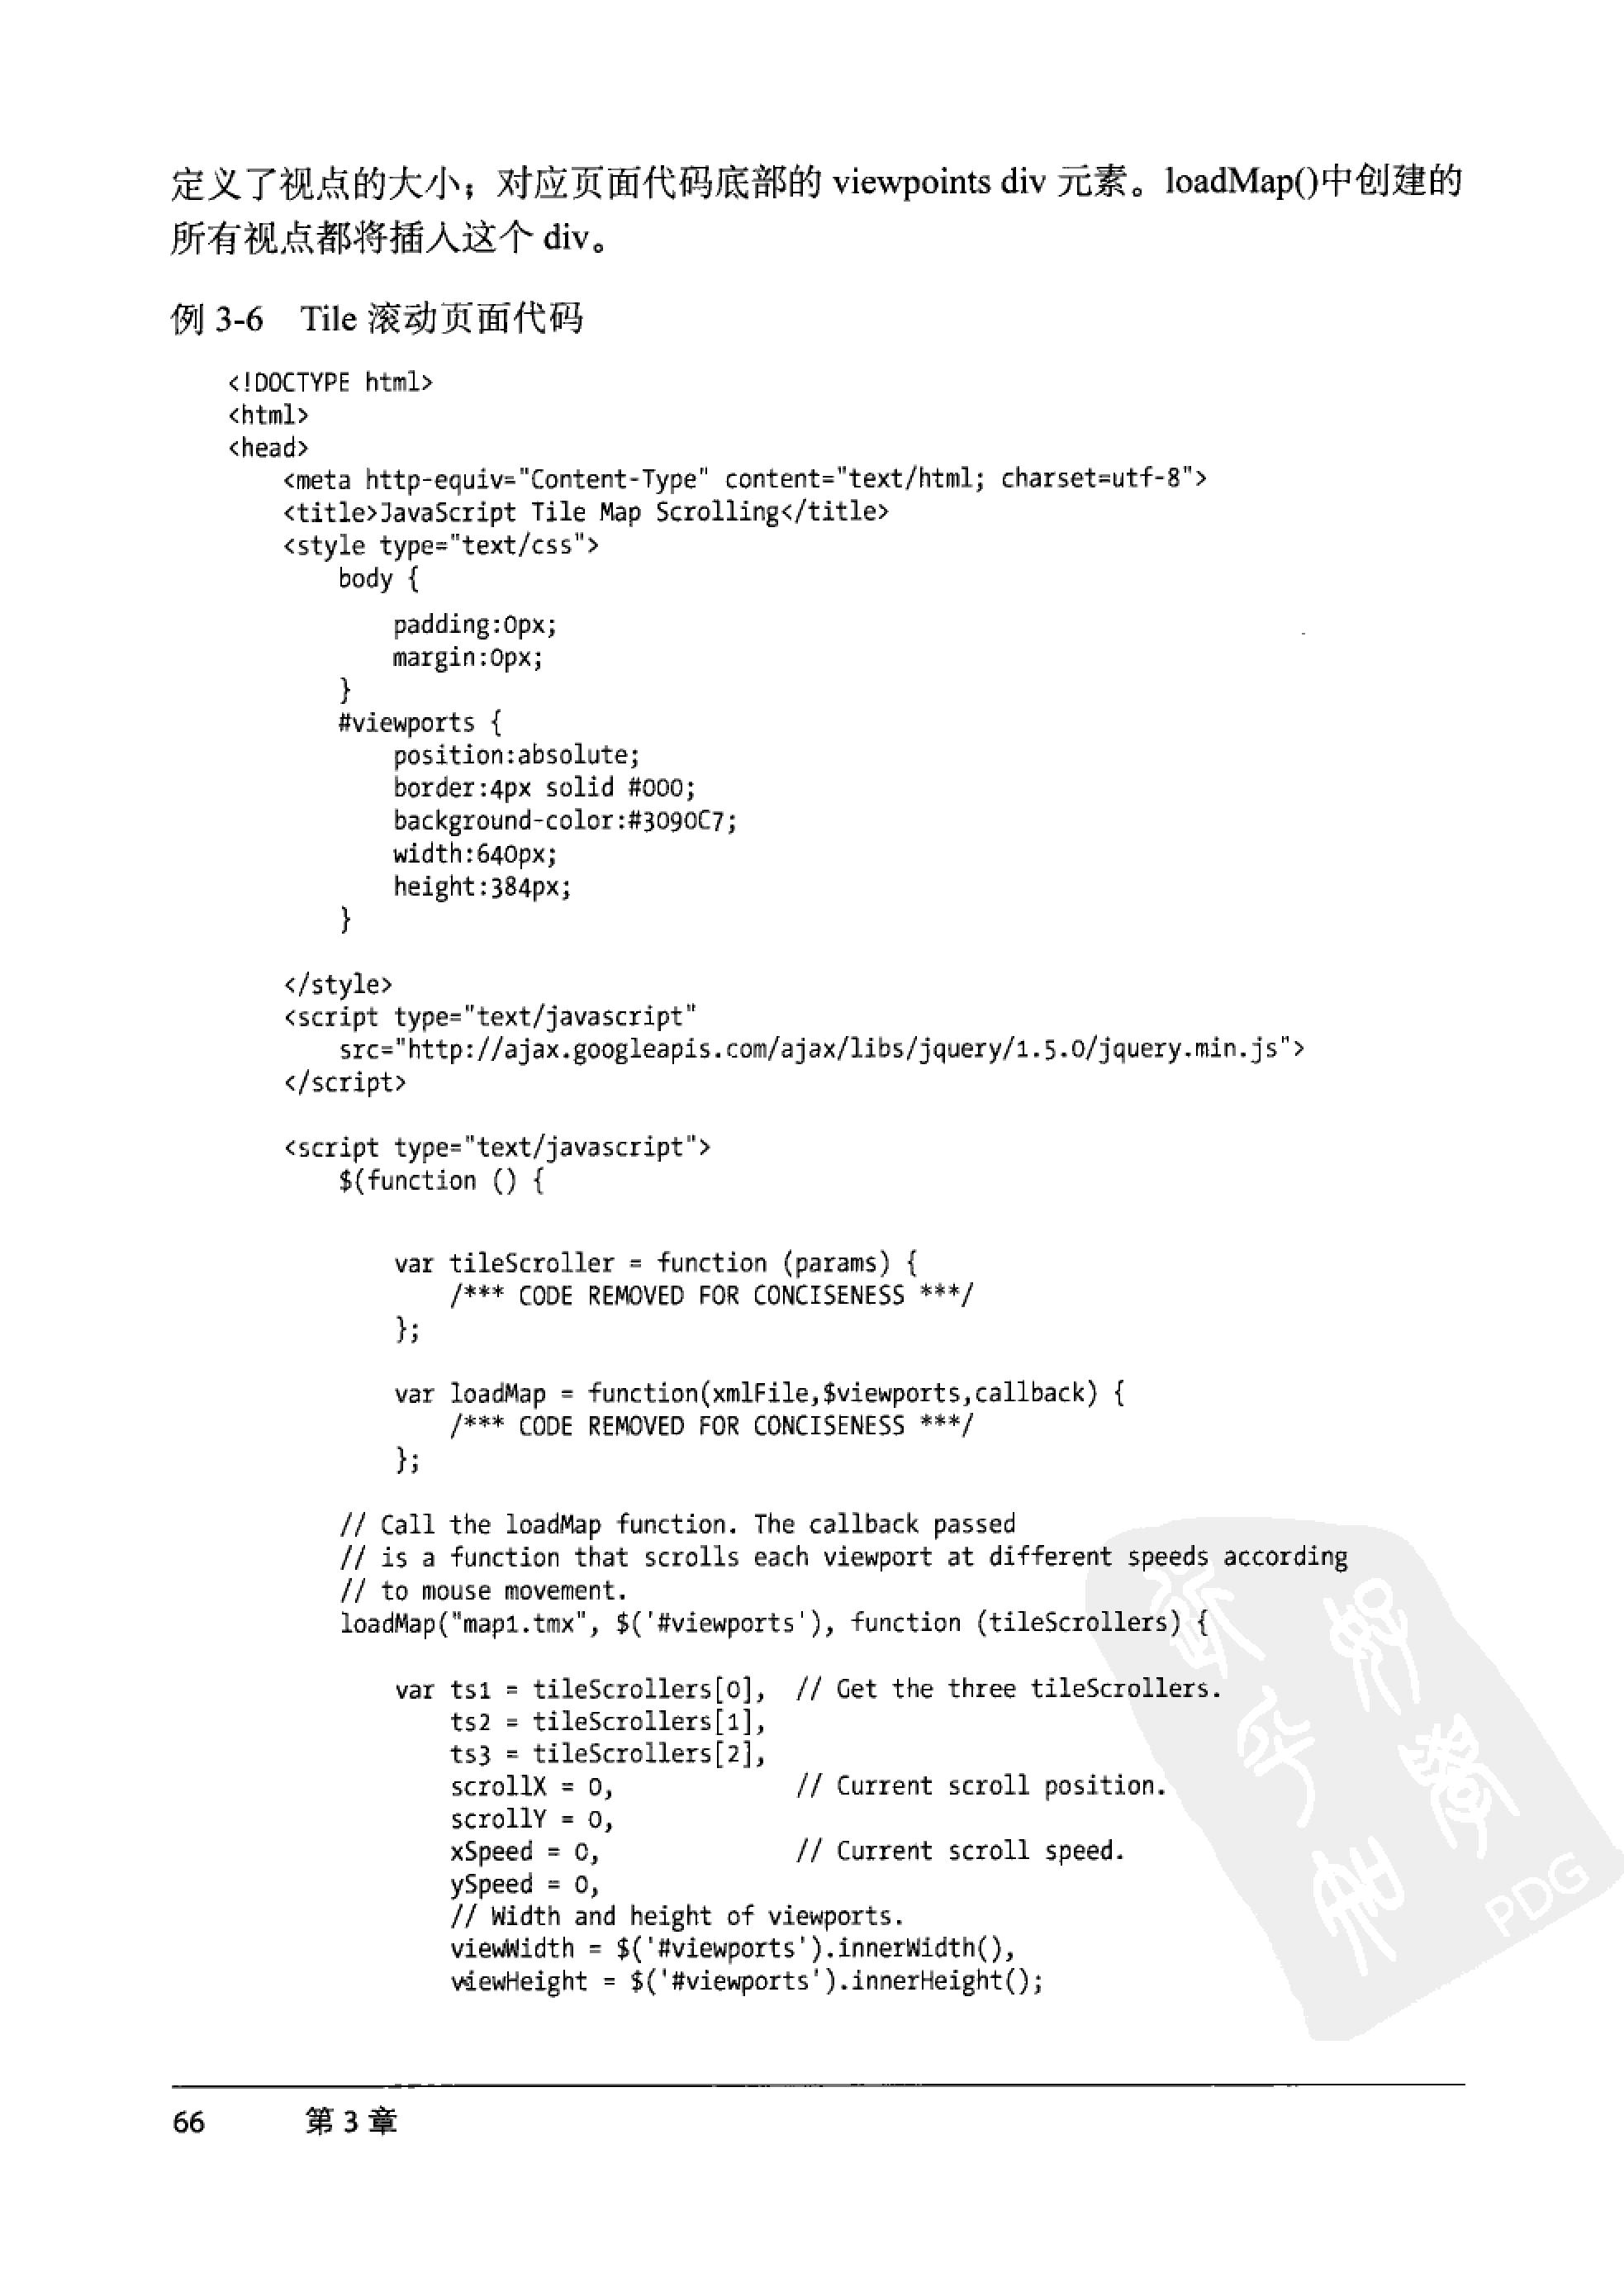 定义了视点的大小；对应页面代码底部的 viewpoints div 元素。loadMap()中创建的
所有视点都将插入这个 div。
例 3-6 Tile 滚动页面代码
<!DOCTYPE html>
<html>
<head>
    <meta http-equiv="Content-Type" content="text/html; charset=utf-8">
    <title>JavaScript Tile Map Scrolling</title>
    <style type="text/css">
        body {
            padding:0px;
            margin:0px;
        }
        #viewports {
            position:absolute;
            border:4px solid #000;
            background-color:#3090C7;
            width:640px;
            height:384px;
        }
    </style>
    <script type="text/javascript"
        src="http://ajax.googleapis.com/ajax/libs/jquery/1.5.0/jquery.min.js">
    </script>
    <script type="text/javascript">
        $(function () {
            var tileScroller = function (params) {
                /*** CODE REMOVED FOR CONCISENESS ***/
            };
            var loadMap = function(xmlFile,$viewports,callback) {
                /*** CODE REMOVED FOR CONCISENESS ***/
            };
        // Call the loadMap function. The callback passed
        // is a function that scrolls each viewport at different speeds according
        // to mouse movement.
        loadMap("map1.tmx", $('#viewports'), function (tileScrollers) {
            var ts1 = tileScrollers[0],  // Get the three tileScrollers.
                ts2 = tileScrollers[1],
                ts3 = tileScrollers[2],
                scrollX = 0,             // Current scroll position.
                scrollY = 0,
                xSpeed = 0,              // Current scroll speed.
                ySpeed = 0,
                // Width and height of viewports.
                viewWidth = $('#viewports').innerWidth(),
                viewHeight = $('#viewports').innerHeight();
PDG
66 第 3 章